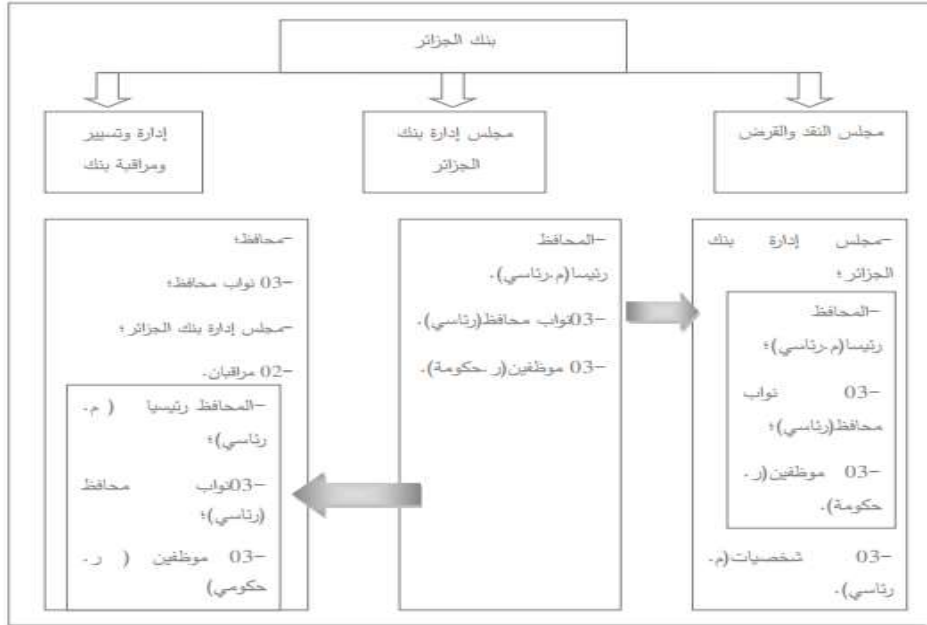 بنك الجزائر
مجلس النقد والقرض
مجلس إدارة بنك
الجزائر
إدارة وتسيير
ومراقبة بنك
-مجلس إدارة بنك
الجزائر؛
-المحافظ
رئيسا(م.رئاسي)؛
-03 نواب
محافظ(رئاسي)؛
-03 موظفين(ر.
حكومة).
-03 شخصيات(م.
رئاسي).
-المحافظ
رئيسا(م.رئاسي).
-03نواب محافظ(رئاسي).
-03 موظفين(ر.حكومة).
-محافظ؛
-03 نواب محافظ؛
-مجلس إدارة بنك الجزائر؛
-02 مراقبان.
-المحافظ رئيسيا ( م.
رئاسي)؛
-03نواب محافظ
(رئاسي)؛
-03 موظفين ( ر.
حكومي)